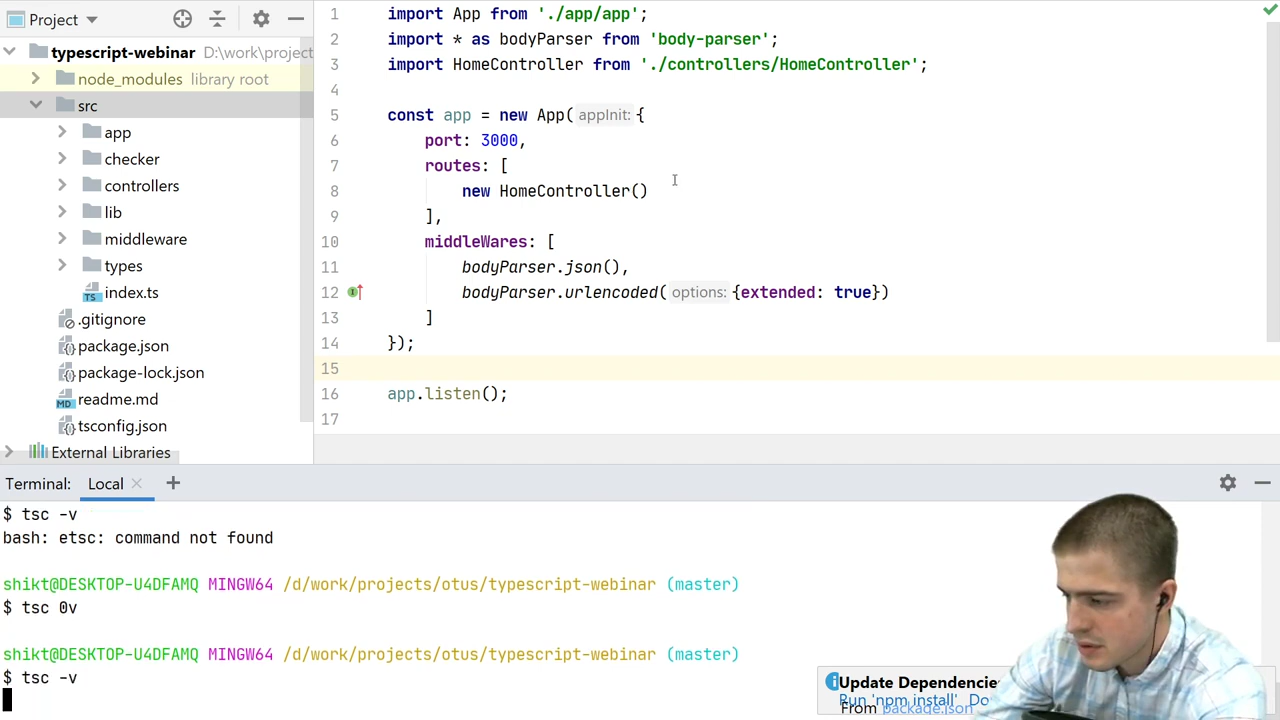 Project
typescript-webinar D:\work\project
node_modules library root
src
app
checker
controllers
lib
middleware
types
TS index.ts
.gitignore
package.json
package-lock.json
MD readme.md
tsconfig.json
External Libraries
1 import App from './app/app';
2 import * as bodyParser from 'body-parser';
3 import HomeController from './controllers/HomeController';
4
5 const app = new App( appInit: {
6 port: 3000,
7 routes: [
8 new HomeController()
9 ],
10 middleWares: [
11 bodyParser.json(),
12 bodyParser.urlencoded( options: {extended: true})
13 ]
14 });
15
16 app.listen();
17
Terminal: Local
$ tsc -v
bash: etsc: command not found
shikt@DESKTOP-U4DFAMQ MINGW64 /d/work/projects/otus/typescript-webinar (master)
$ tsc 0v
shikt@DESKTOP-U4DFAMQ MINGW64 /d/work/projects/otus/typescript-webinar (master)
$ tsc -v
Update Dependencie
Run 'npm install' Do
From package.json